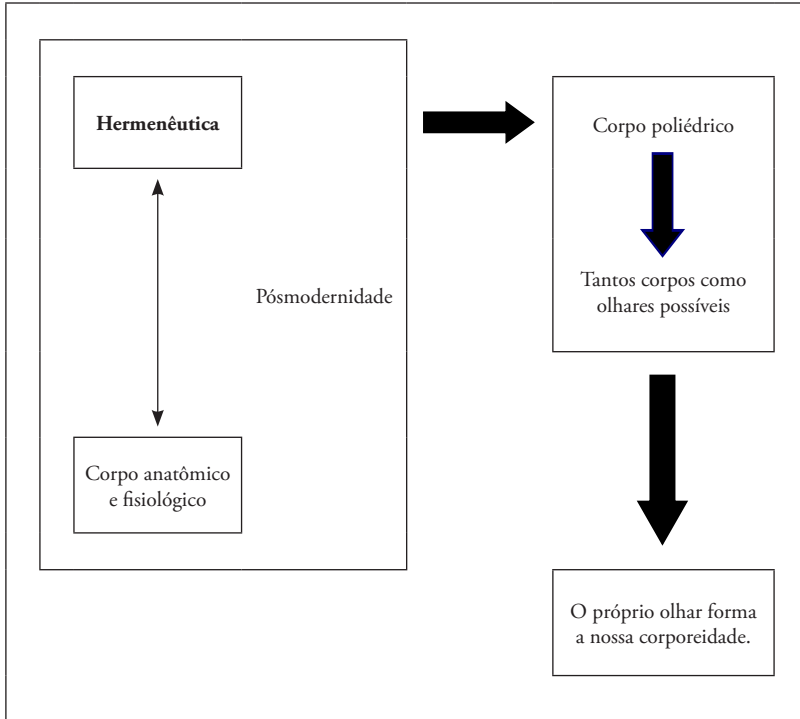 Hermenêutica
Pósmodernidade
Corpo anatômico
e fisiológico
Corpo poliédrico
Tantos corpos como
olhares possíveis
O próprio olhar forma
a nossa corporeidade.